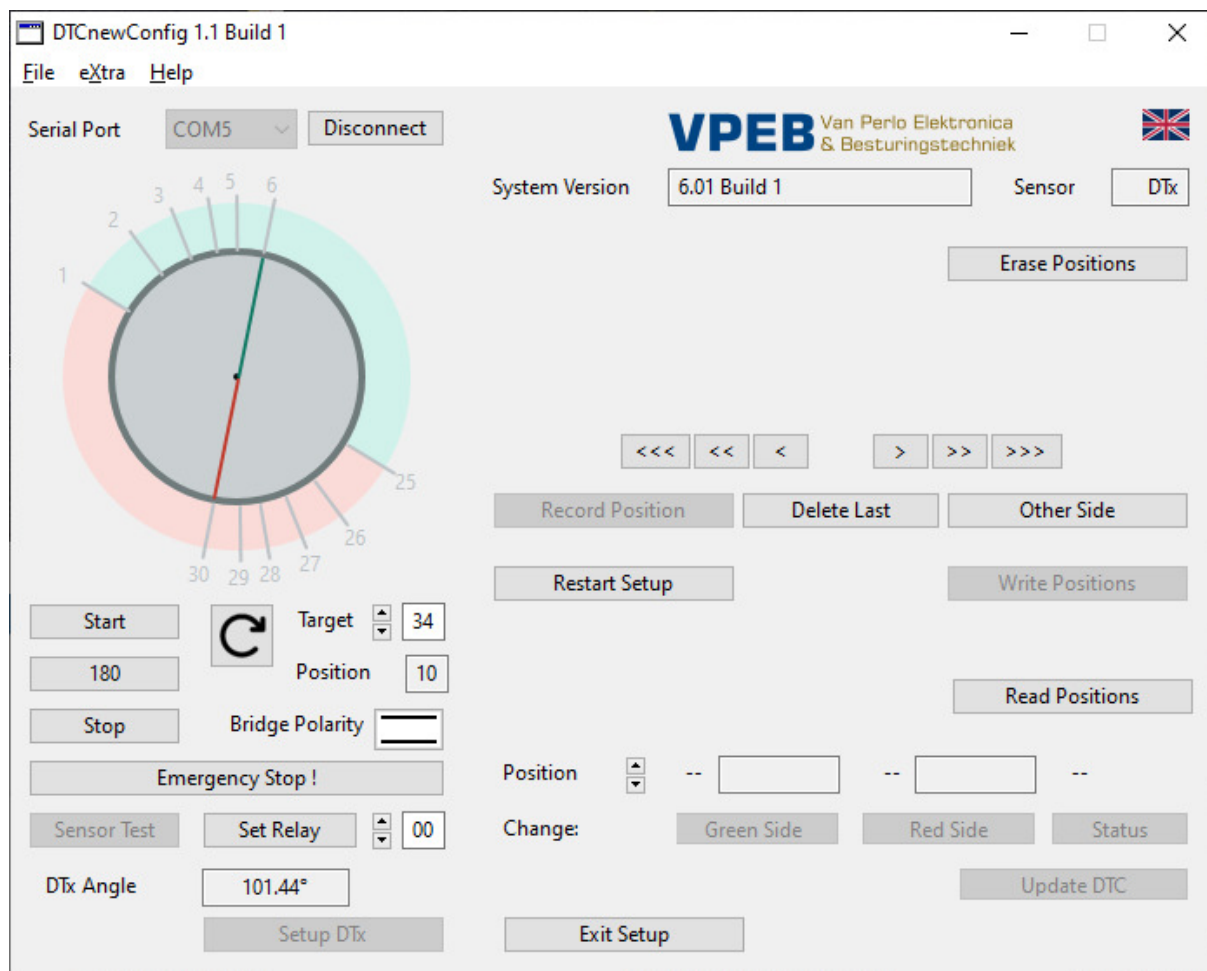 DTCnewConfig 1.1 Build 1
File eXtra Help
Serial Port COM5 Disconnect
VPEB Van Perlo Elektronica
& Besturingstechniek
System Version 6.01 Build 1 Sensor DTx
1
2
3
4
5
6
25
26
27
28
29
30
Erase Positions
<<< << < > >> >>>
Record Position Delete Last Other Side
Restart Setup Write Positions
Start Target 34
180 Position 10
Read Positions
Stop Bridge Polarity
Emergency Stop !
Position -- -- --
Sensor Test Set Relay 00
Change: Green Side Red Side Status
DTx Angle 101.44°
Update DTC
Setup DTx
Exit Setup